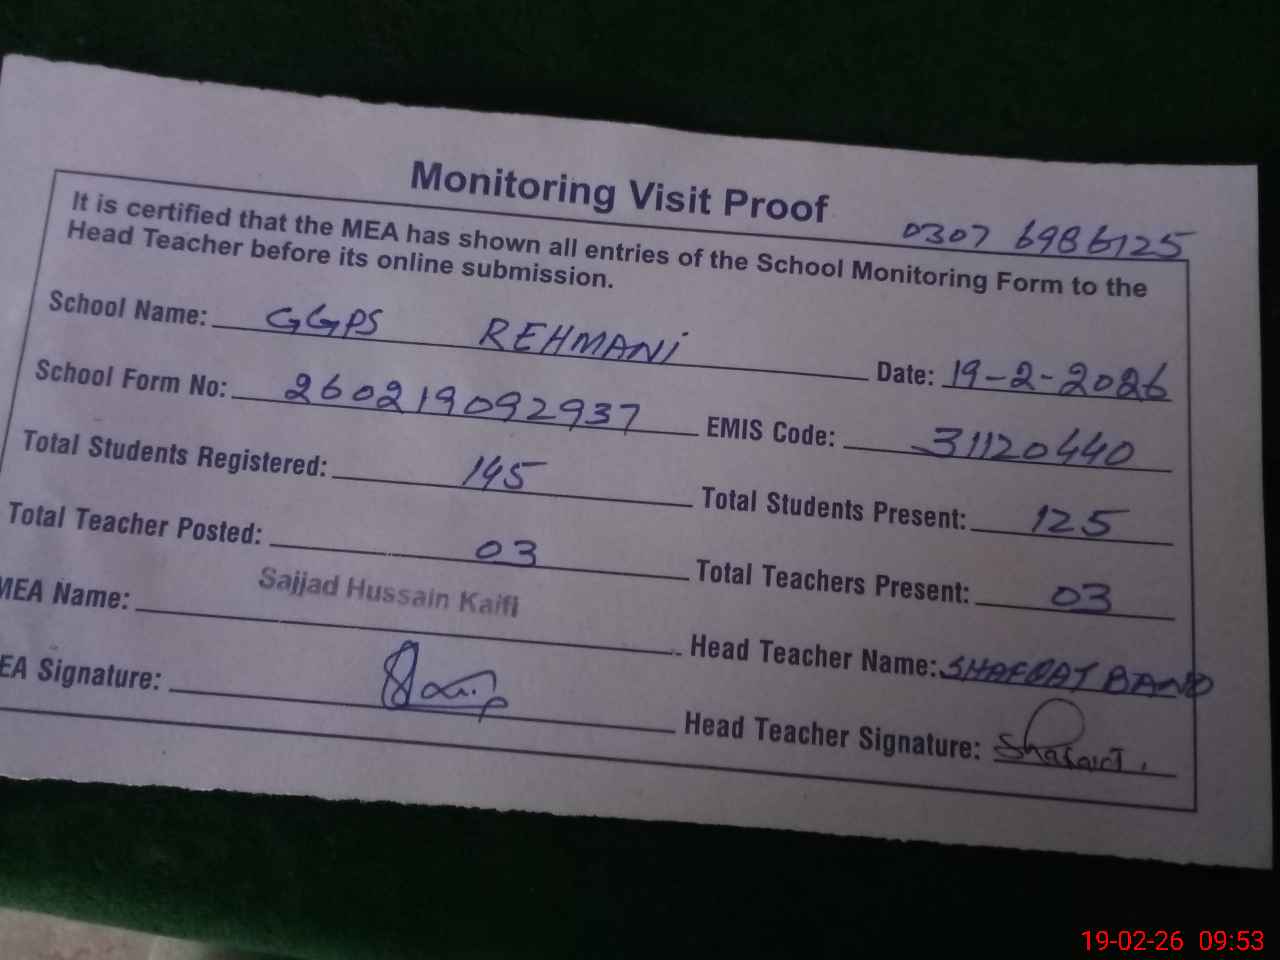 Monitoring Visit Proof
0307 6986125
It is certified that the MEA has shown all entries of the School Monitoring Form to the
Head Teacher before its online submission.
School Name: GGPS REHMANi
Date: 19-2-2026
School Form No: 260219092937
EMIS Code: 31120440
Total Students Registered: 145
Total Students Present: 125
Total Teacher Posted: 03
Total Teachers Present: 03
MEA Name: Sajjad Hussain Kaifi
Head Teacher Name: SHAFQAT BANO
EA Signature:
Head Teacher Signature: Shafqat.
19-02-26 09:53